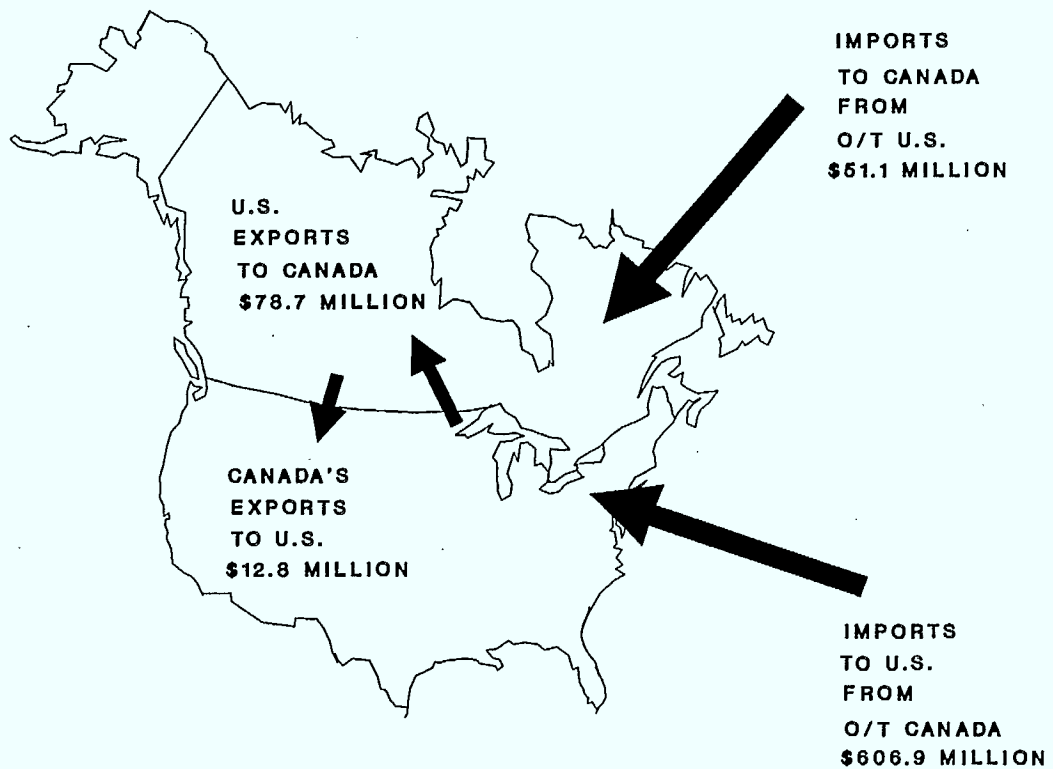 IMPORTS
TO CANADA
FROM
O/T U.S.
$51.1 MILLION
U.S.
EXPORTS
TO CANADA
$78.7 MILLION
CANADA'S
EXPORTS
TO U.S.
$12.8 MILLION
IMPORTS
TO U.S.
FROM
O/T CANADA
$606.9 MILLION